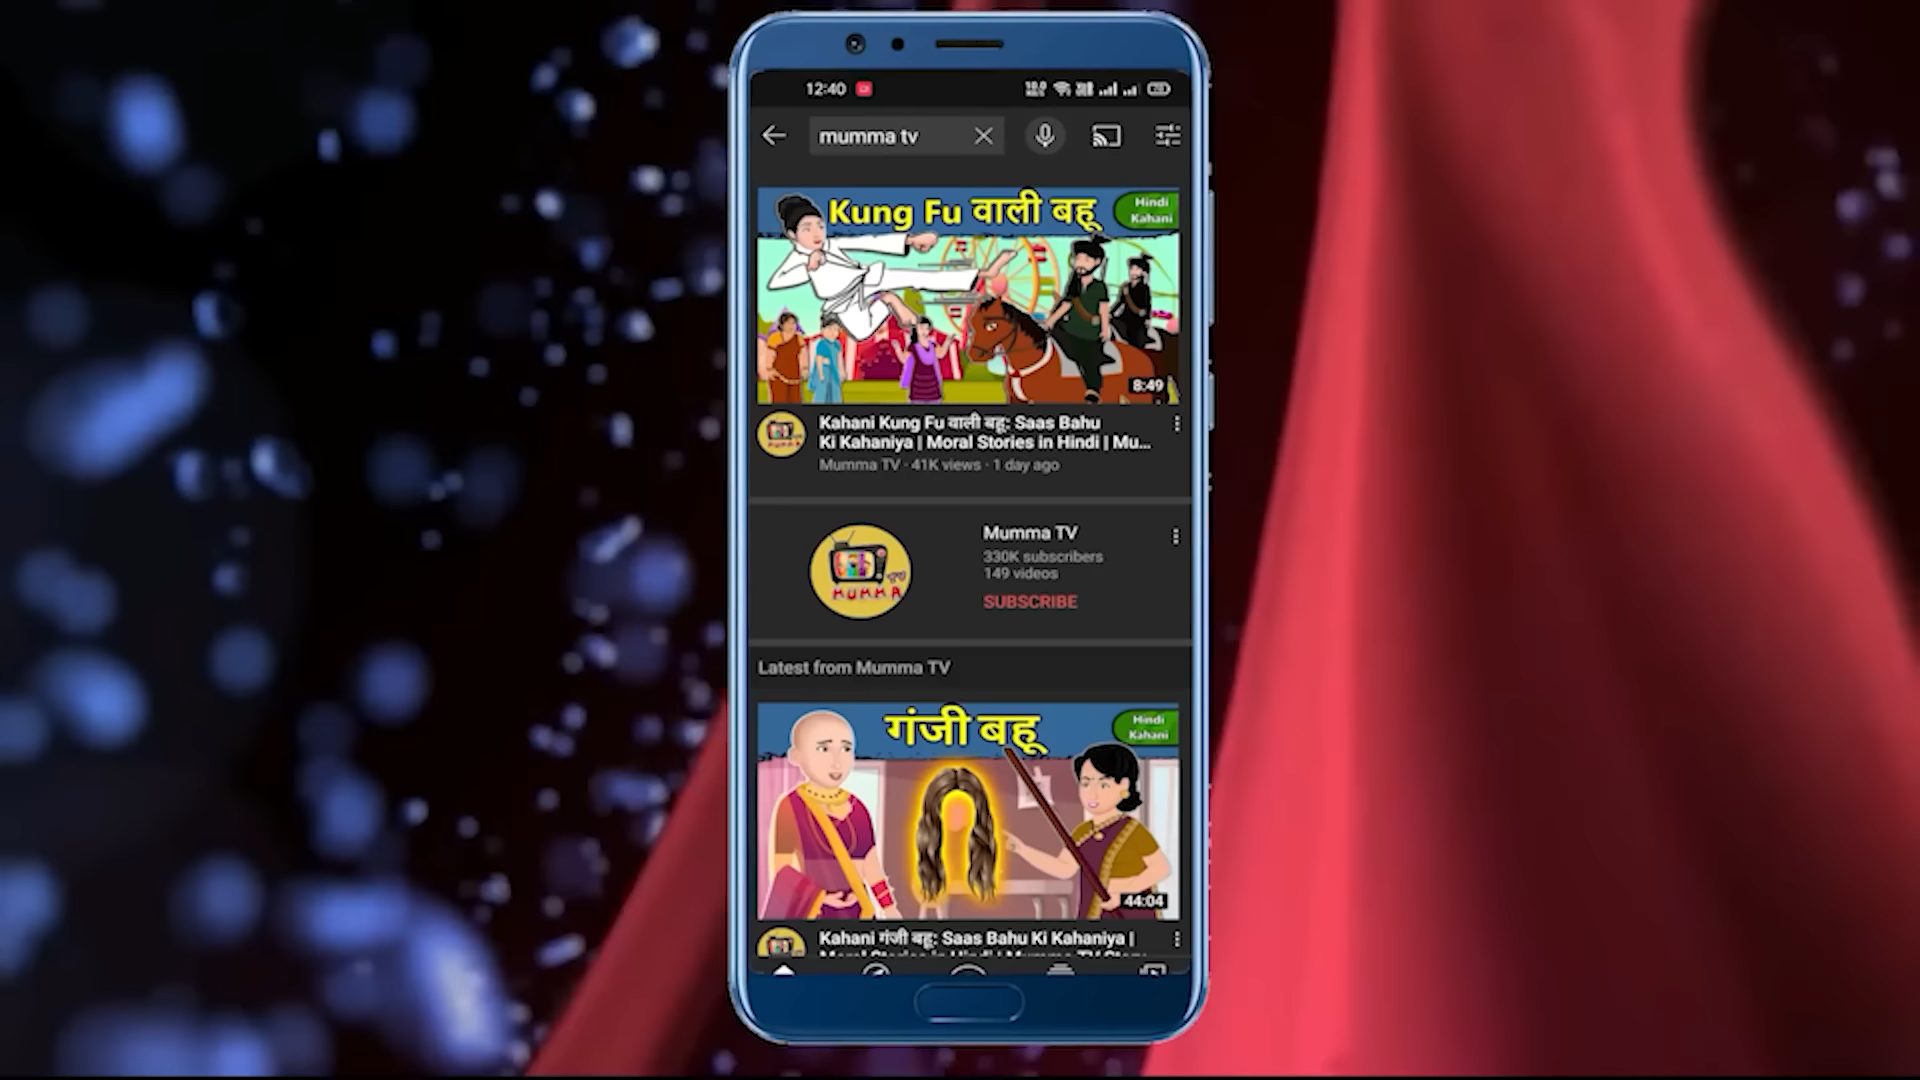 12:40
mumma tv
Kung Fu वाली बहू
Hindi
Kahani
8:49
Kahani Kung Fu वाली बहू: Saas Bahu
Ki Kahaniya | Moral Stories in Hindi | Mu...
Mumma TV · 41K views · 1 day ago
Mumma TV
330K subscribers
149 videos
SUBSCRIBE
TV
MUMMA
Latest from Mumma TV
गंजी बहू
Hindi
Kahani
44:04
Kahani गंजी बहू: Saas Bahu Ki Kahaniya |